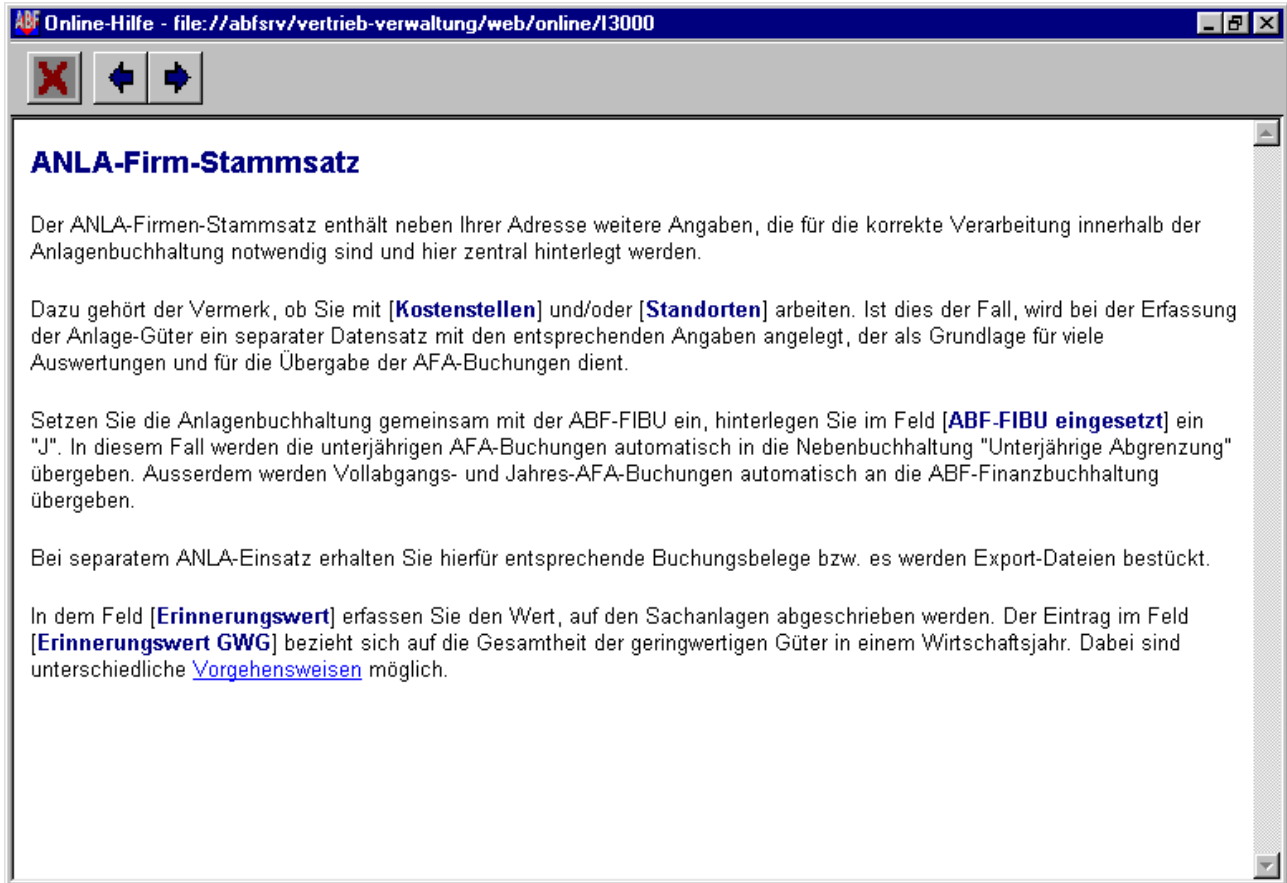 ABF Online-Hilfe - file://abfsrv/vertrieb-verwaltung/web/online/I3000
ANLA-Firm-Stammsatz
Der ANLA-Firmen-Stammsatz enthält neben Ihrer Adresse weitere Angaben, die für die korrekte Verarbeitung innerhalb der
Anlagenbuchhaltung notwendig sind und hier zentral hinterlegt werden.
Dazu gehört der Vermerk, ob Sie mit [Kostenstellen] und/oder [Standorten] arbeiten. Ist dies der Fall, wird bei der Erfassung
der Anlage-Güter ein separater Datensatz mit den entsprechenden Angaben angelegt, der als Grundlage für viele
Auswertungen und für die Übergabe der AFA-Buchungen dient.
Setzen Sie die Anlagenbuchhaltung gemeinsam mit der ABF-FIBU ein, hinterlegen Sie im Feld [ABF-FIBU eingesetzt] ein
"J". In diesem Fall werden die unterjährigen AFA-Buchungen automatisch in die Nebenbuchhaltung "Unterjährige Abgrenzung"
übergeben. Ausserdem werden Vollabgangs- und Jahres-AFA-Buchungen automatisch an die ABF-Finanzbuchhaltung
übergeben.
Bei separatem ANLA-Einsatz erhalten Sie hierfür entsprechende Buchungsbelege bzw. es werden Export-Dateien bestückt.
In dem Feld [Erinnerungswert] erfassen Sie den Wert, auf den Sachanlagen abgeschrieben werden. Der Eintrag im Feld
[Erinnerungswert GWG] bezieht sich auf die Gesamtheit der geringwertigen Güter in einem Wirtschaftsjahr. Dabei sind
unterschiedliche Vorgehensweisen möglich.